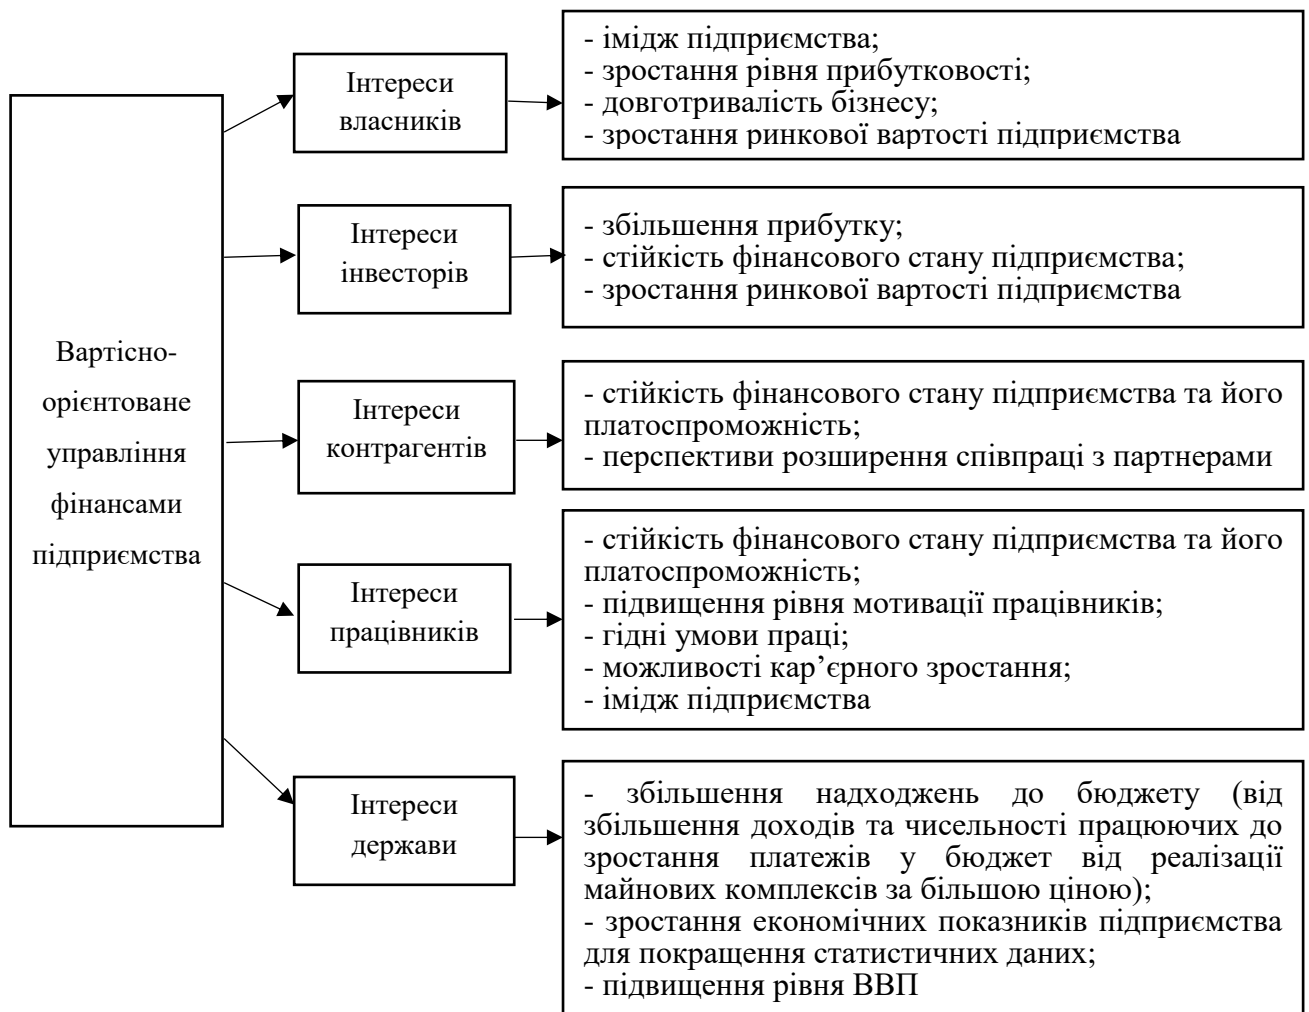 Вартісно-
орієнтоване
управління
фінансами
підприємства
Інтереси
власників
- імідж підприємства;
- зростання рівня прибутковості;
- довготривалість бізнесу;
- зростання ринкової вартості підприємства
Інтереси
інвесторів
- збільшення прибутку;
- стійкість фінансового стану підприємства;
- зростання ринкової вартості підприємства
Інтереси
контрагентів
- стійкість фінансового стану підприємства та його
платоспроможність;
- перспективи розширення співпраці з партнерами
Інтереси
працівників
- стійкість фінансового стану підприємства та його
платоспроможність;
- підвищення рівня мотивації працівників;
- гідні умови праці;
- можливості кар’єрного зростання;
- імідж підприємства
Інтереси
держави
- збільшення надходжень до бюджету (від
збільшення доходів та чисельності працюючих до
зростання платежів у бюджет від реалізації
майнових комплексів за більшою ціною);
- зростання економічних показників підприємства
для покращення статистичних даних;
- підвищення рівня ВВП